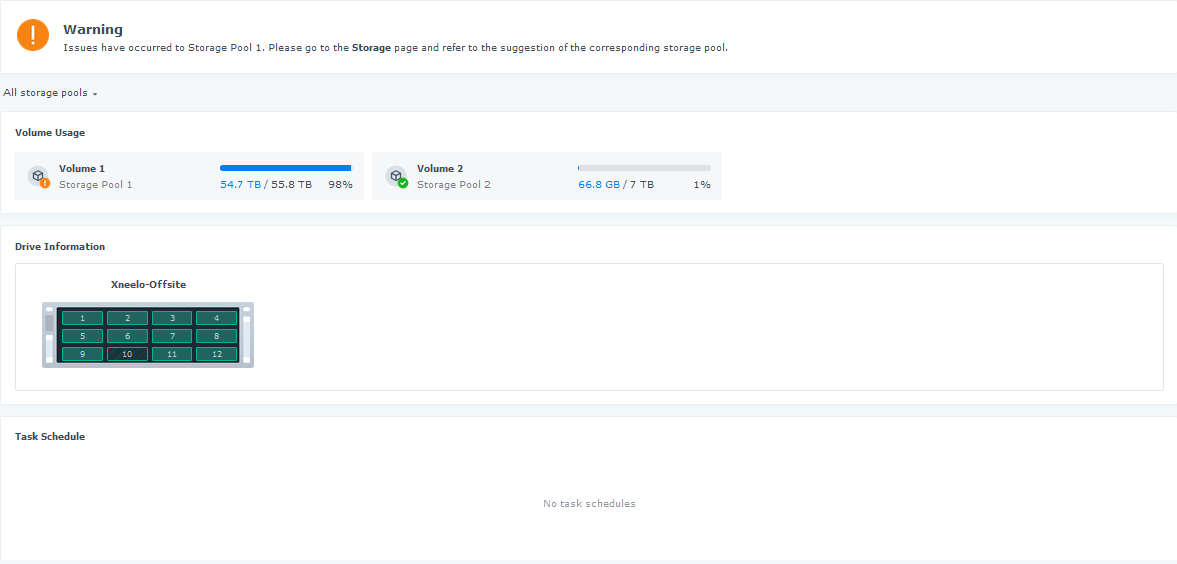 Warning
Issues have occurred to Storage Pool 1. Please go to the Storage page and refer to the suggestion of the corresponding storage pool.
All storage pools
Volume Usage
Volume 1
Storage Pool 1
54.7 TB / 55.8 TB 98%
Volume 2
Storage Pool 2
66.8 GB / 7 TB 1%
Drive Information
Xneelo-Offsite
1 2 3 4
5 6 7 8
9 10 11 12
Task Schedule
No task schedules